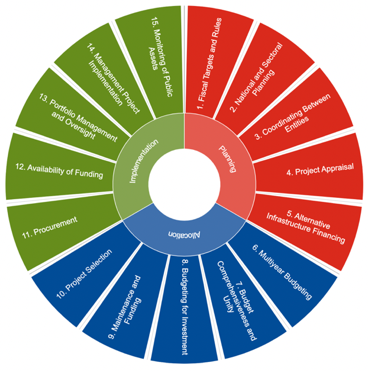 1. Fiscal Targets and Rules
2. National and Sectoral
Planning
3. Coordinating Between
Entities
4. Project Appraisal
5. Alternative
Infrastructure Financing
6. Multiyear Budgeting
7. Budget
Comprehensiveness and
Unity
8. Budgeting for Investment
9. Maintenance and
Funding
10. Project Selection
11. Procurement
12. Availability of Funding
13. Portfolio Management
and Oversight
14. Management Project
Implementation
15. Monitoring of Public
Assets
Planning
Allocation
Implementation